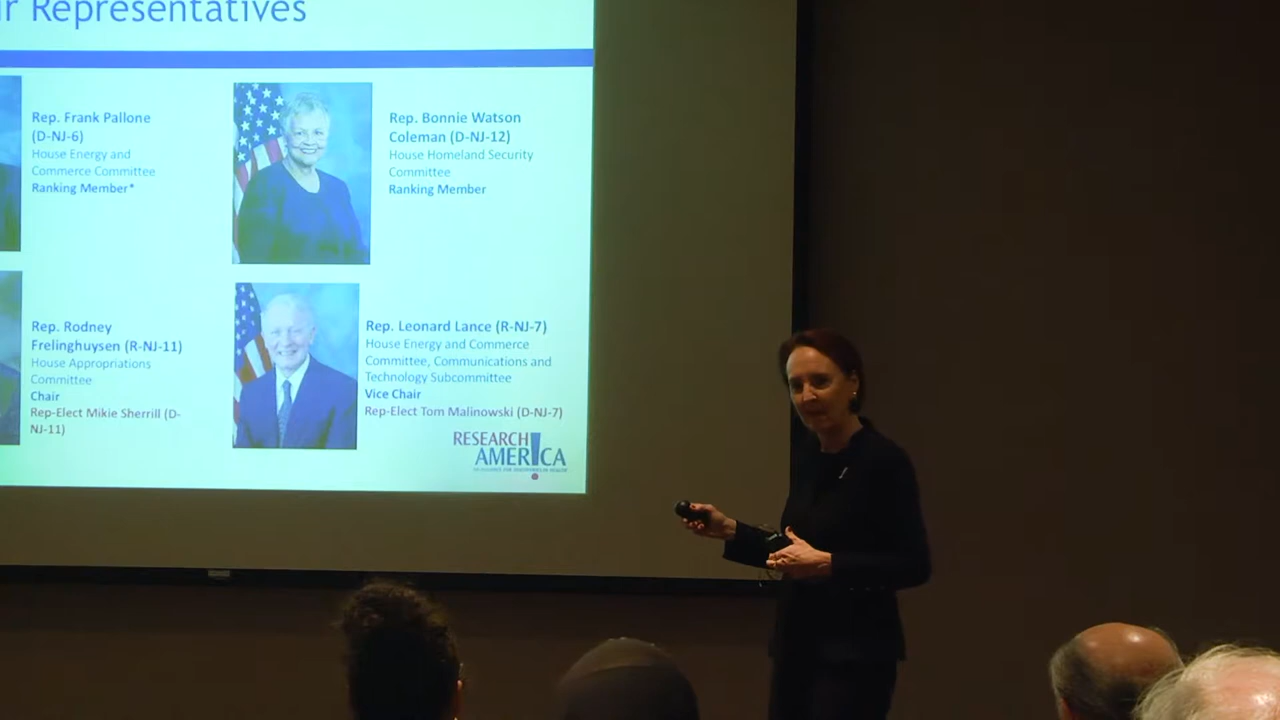 r Representatives
Rep. Frank Pallone
(D-NJ-6)
House Energy and
Commerce Committee
Ranking Member*
Rep. Bonnie Watson
Coleman (D-NJ-12)
House Homeland Security
Committee
Ranking Member
Rep. Rodney
Frelinghuysen (R-NJ-11)
House Appropriations
Committee
Chair
Rep-Elect Mikie Sherrill (D-
NJ-11)
Rep. Leonard Lance (R-NJ-7)
House Energy and Commerce
Committee, Communications and
Technology Subcommittee
Vice Chair
Rep-Elect Tom Malinowski (D-NJ-7)
RESEARCH
AMER!CA